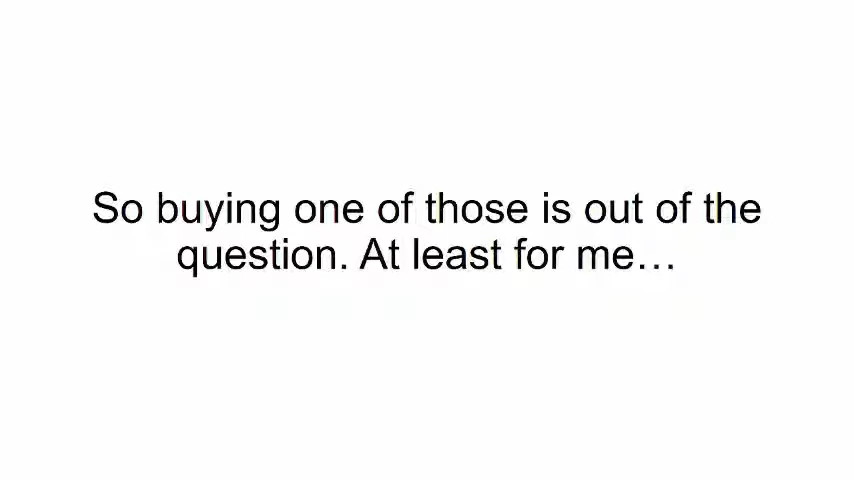 So buying one of those is out of the
question. At least for me…